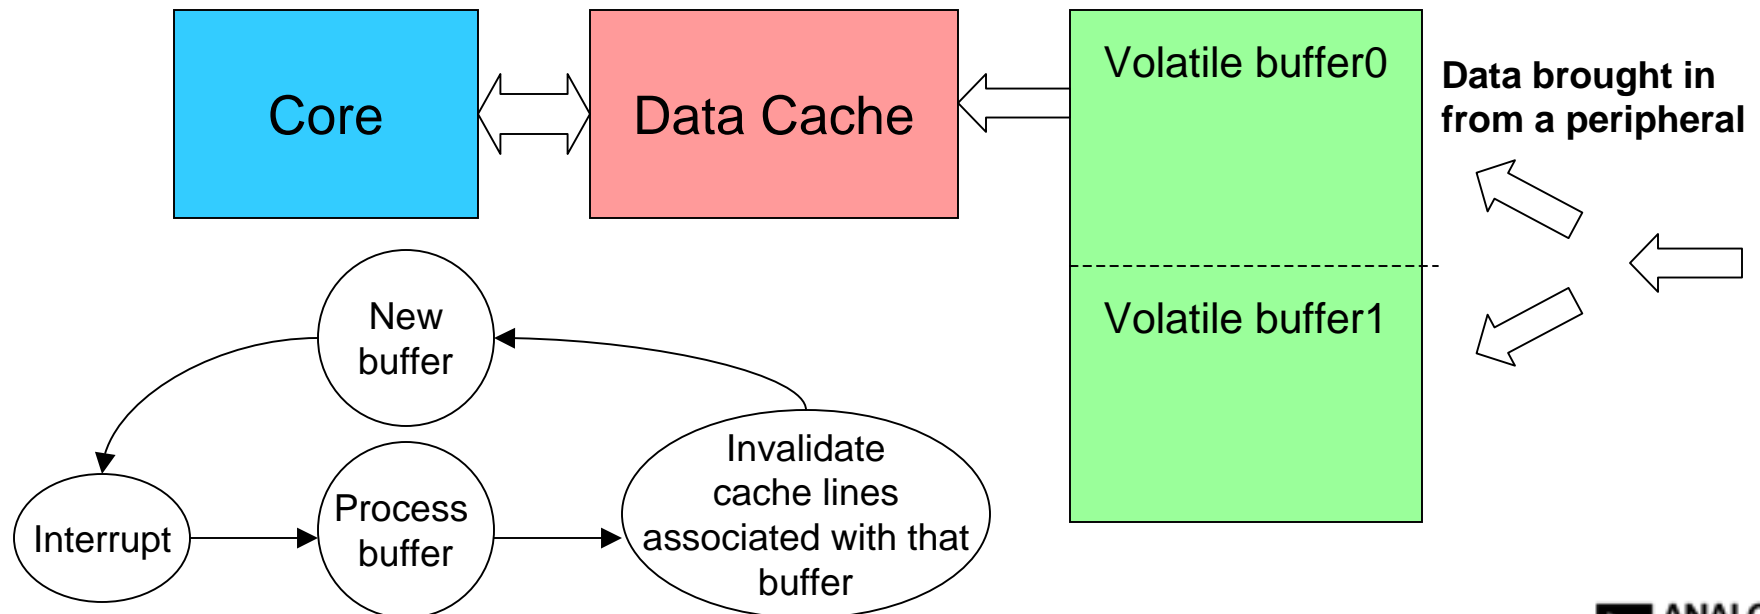 Core
Data Cache
Volatile buffer0
Data brought in
from a peripheral
Volatile buffer1
New
buffer
Interrupt
Process
buffer
Invalidate
cache lines
associated with that
buffer